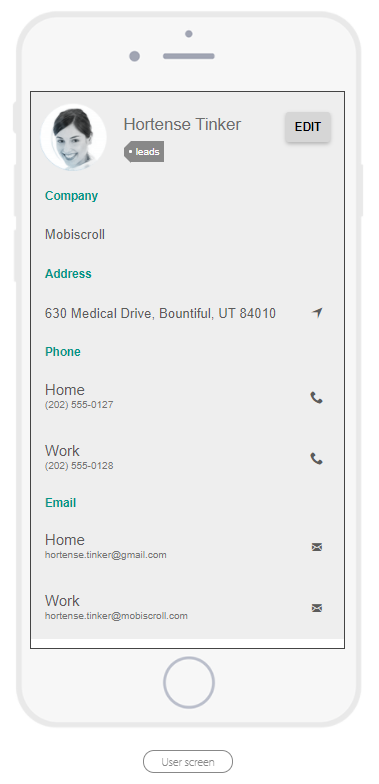 Hortense Tinker
EDIT
leads
Company
Mobiscroll
Address
630 Medical Drive, Bountiful, UT 84010
Phone
Home
(202) 555-0127
Work
(202) 555-0128
Email
Home
hortense.tinker@gmail.com
Work
hortense.tinker@mobiscroll.com
User screen